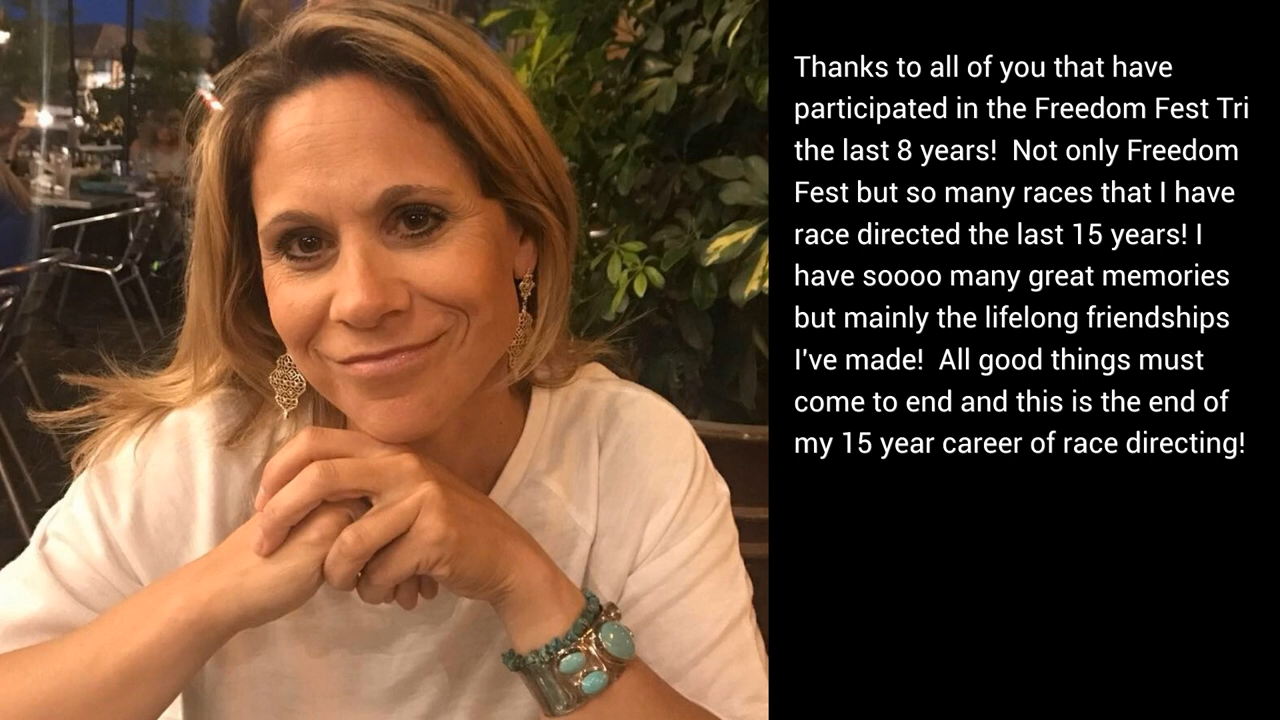 Thanks to all of you that have
participated in the Freedom Fest Tri
the last 8 years!  Not only Freedom
Fest but so many races that I have
race directed the last 15 years! I
have soooo many great memories
but mainly the lifelong friendships
I've made!  All good things must
come to end and this is the end of
my 15 year career of race directing!